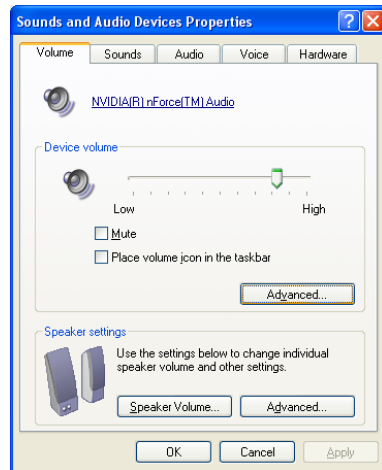 Sounds and Audio Devices Properties
Volume Sounds Audio Voice Hardware
NVIDIA(R) nForce(TM) Audio
Device volume
Low High
Mute
Place volume icon in the taskbar
Advanced...
Speaker settings
Use the settings below to change individual
speaker volume and other settings.
Speaker Volume... Advanced...
OK Cancel Apply